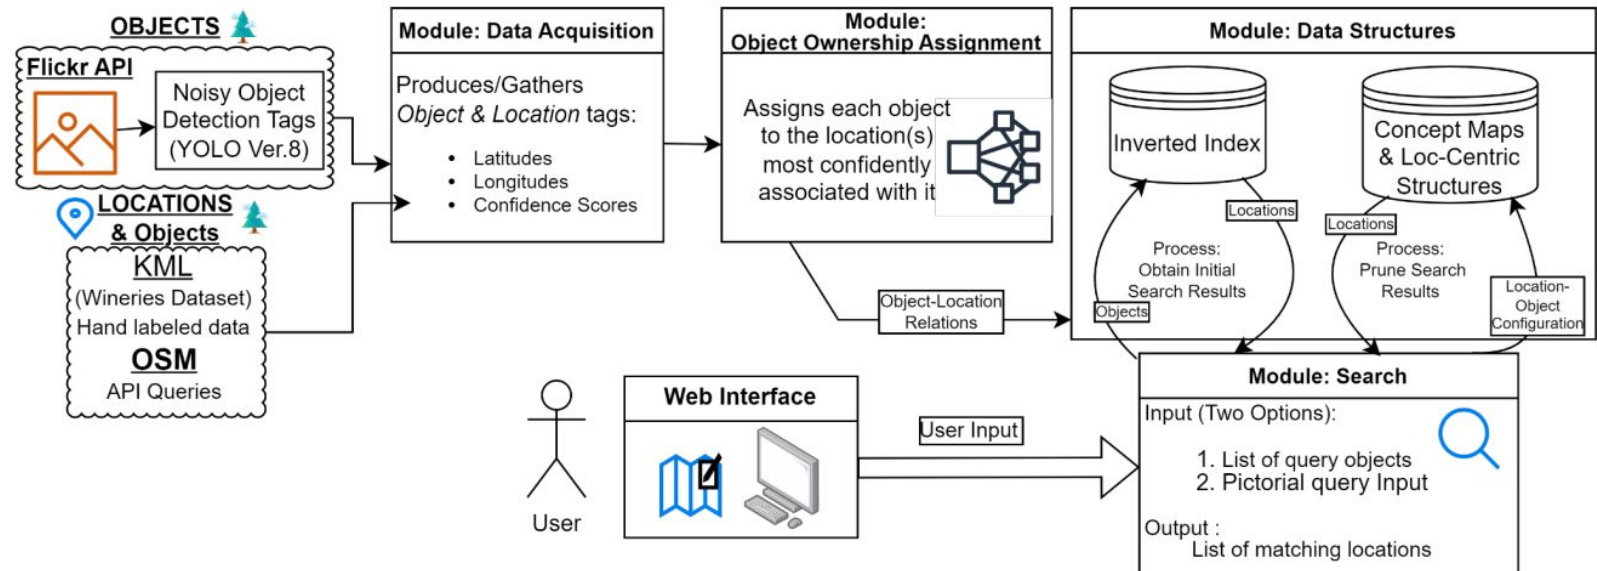 OBJECTS
Flickr API
Noisy Object
Detection Tags
(YOLO Ver.8)
LOCATIONS
& Objects
KML
(Wineries Dataset)
Hand labeled data
OSM
API Queries
Module: Data Acquisition
Produces/Gathers
Object & Location tags:
• Latitudes
• Longitudes
• Confidence Scores
Module:
Object Ownership Assignment
Assigns each object
to the location(s)
most confidently
associated with it
Object-Location
Relations
Module: Data Structures
Inverted Index
Concept Maps
& Loc-Centric
Structures
Locations
Process:
Obtain Initial
Search Results
Objects
Locations
Process:
Prune Search
Results
Location-
Object
Configuration
User
Web Interface
User Input
Module: Search
Input (Two Options):
1. List of query objects
2. Pictorial query Input
Output :
List of matching locations